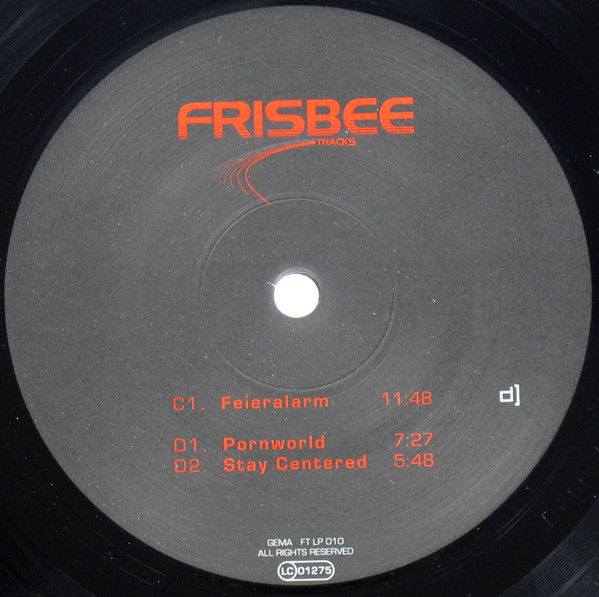 FRISBEE
TRACKS
C1. Feieralarm 11:48
d]
D1. Pornworld 7:27
D2. Stay Centered 5:48
GEMA FT LP 010
ALL RIGHTS RESERVED
LC 01275